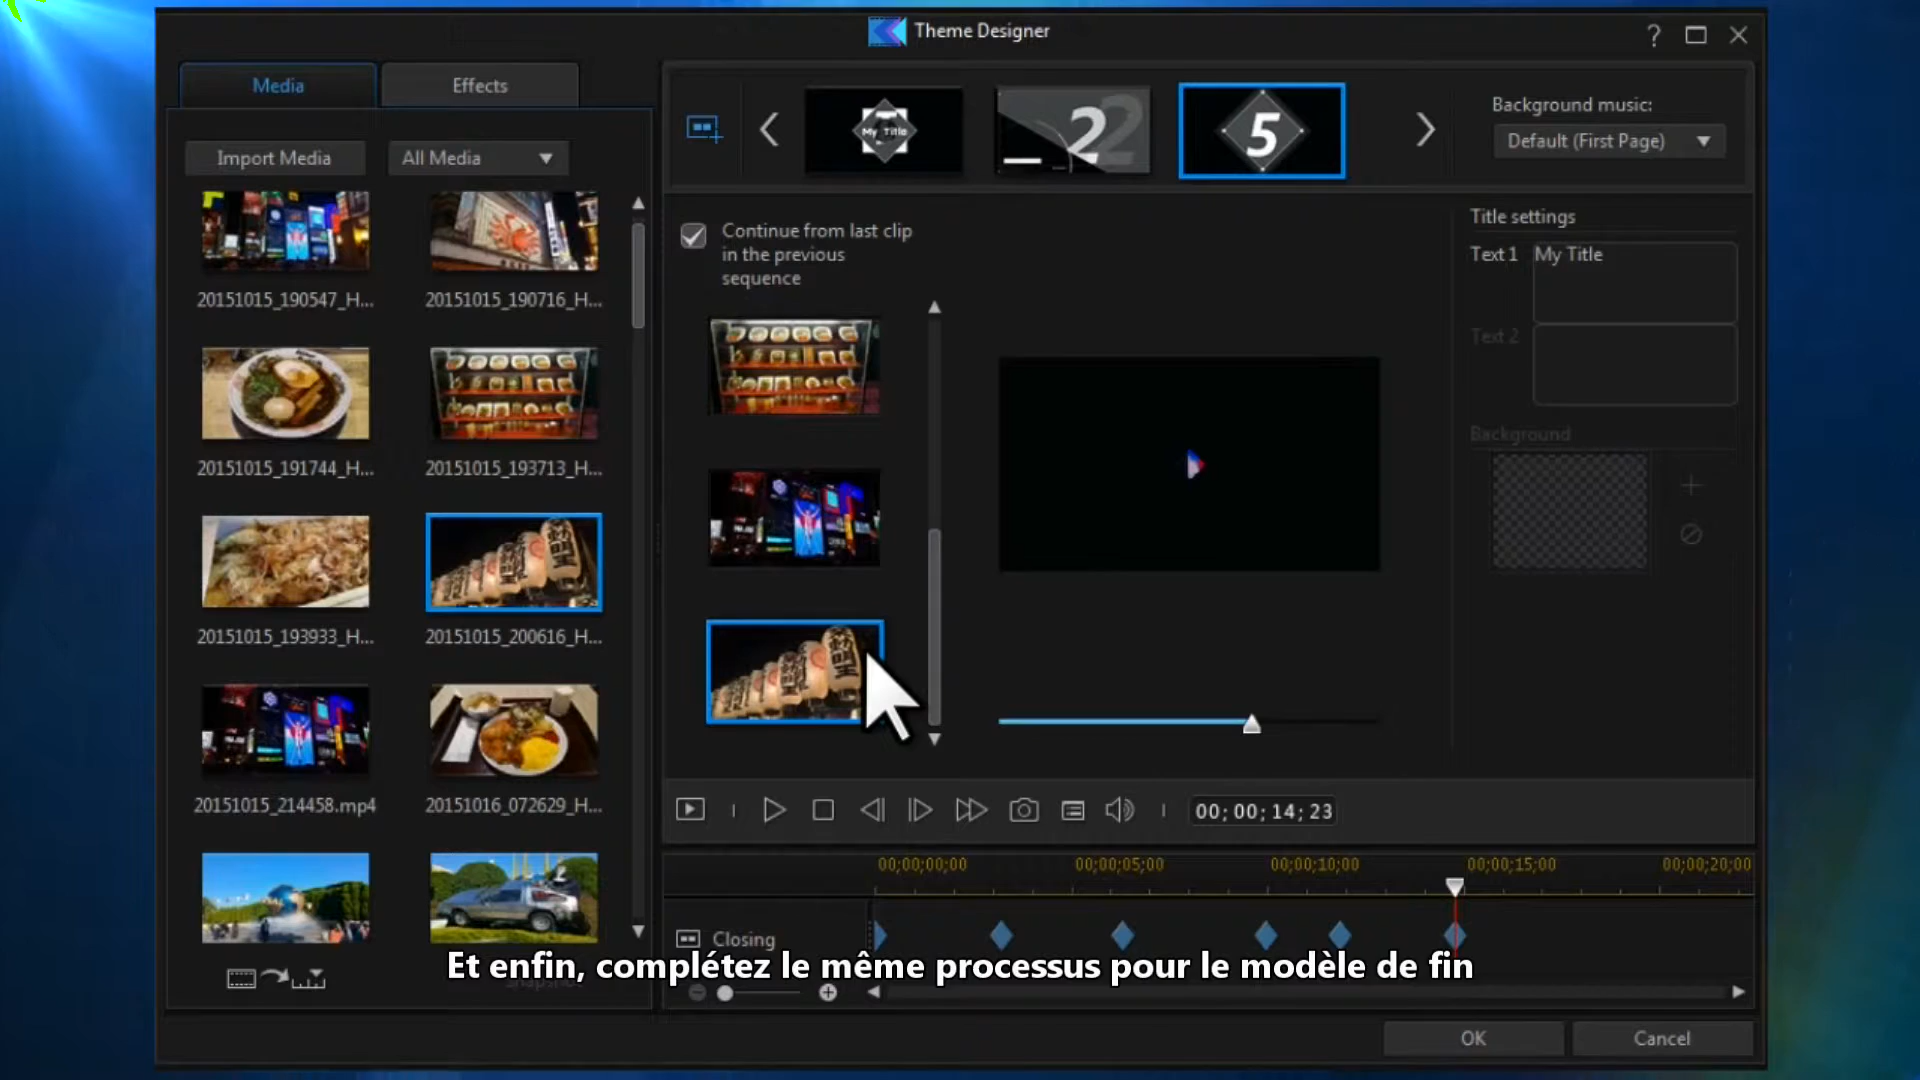 Theme Designer
?
Media
Effects
Import Media
All Media
20151015_190547_H...
20151015_190716_H...
20151015_191744_H...
20151015_193713_H...
20151015_193933_H...
20151015_200616_H...
20151015_214458.mp4
20151016_072629_H...
My Title
2
5
Background music:
Default (First Page)
Continue from last clip
in the previous
sequence
Title settings
Text 1
My Title
Text 2
Background
00;00;14;23
00;00;00;00
00;00;05;00
00;00;10;00
00;00;15;00
00;00;20;00
Closing
Et enfin, complétez le même processus pour le modèle de fin
OK
Cancel